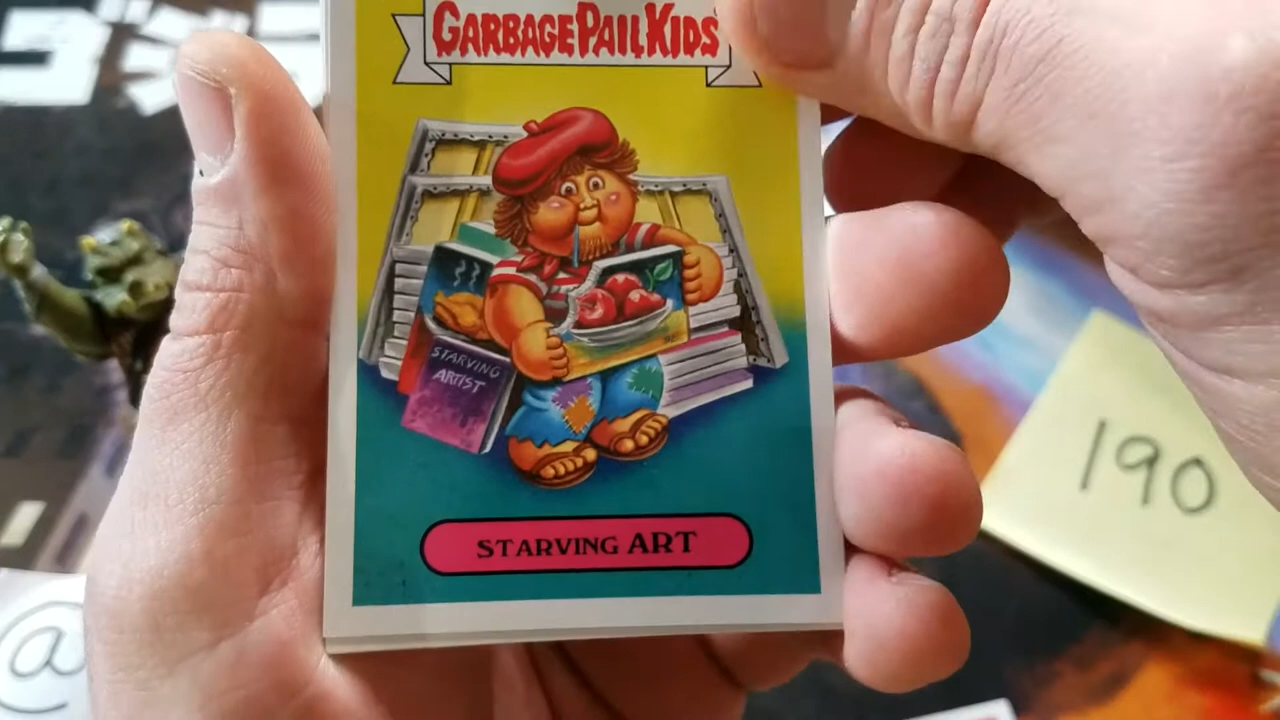 GARBAGE PAIL KIDS
STARVING
ARTIST
STARVING ART
190
@